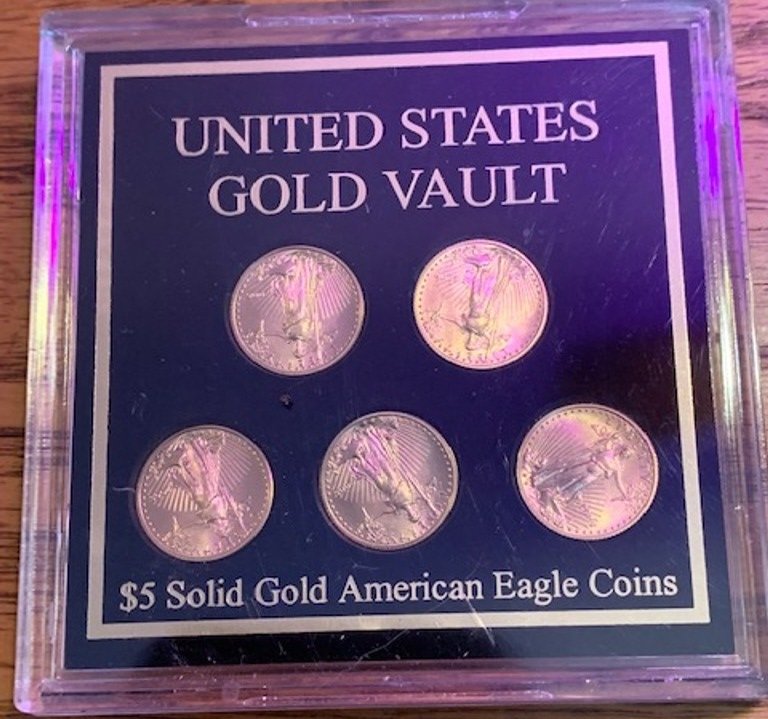 UNITED STATES
GOLD VAULT
$5 Solid Gold American Eagle Coins